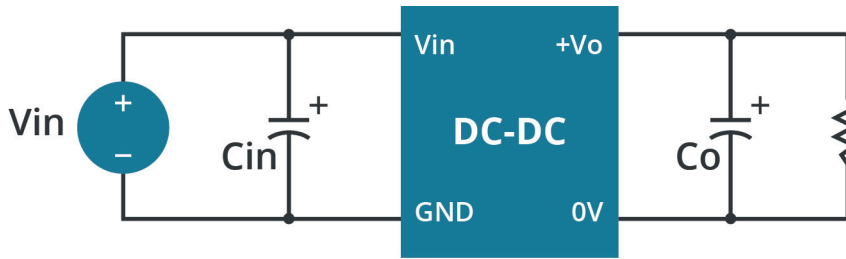 Vin
+
−
+
Cin
Vin +Vo
DC-DC
GND 0V
+
Co